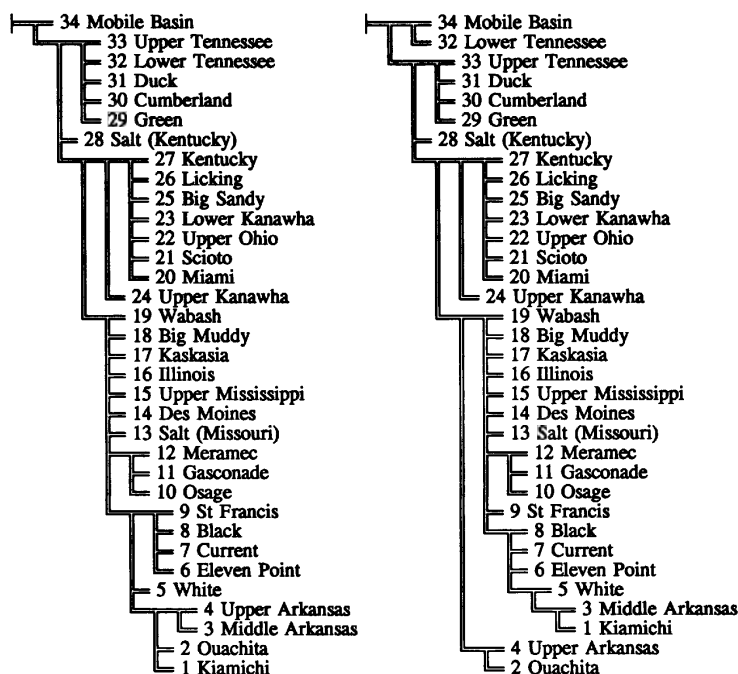 34 Mobile Basin
33 Upper Tennessee
32 Lower Tennessee
31 Duck
30 Cumberland
29 Green
28 Salt (Kentucky)
27 Kentucky
26 Licking
25 Big Sandy
23 Lower Kanawha
22 Upper Ohio
21 Scioto
20 Miami
24 Upper Kanawha
19 Wabash
18 Big Muddy
17 Kaskasia
16 Illinois
15 Upper Mississippi
14 Des Moines
13 Salt (Missouri)
12 Meramec
11 Gasconade
10 Osage
9 St Francis
8 Black
7 Current
6 Eleven Point
5 White
4 Upper Arkansas
3 Middle Arkansas
2 Ouachita
1 Kiamichi
34 Mobile Basin
32 Lower Tennessee
33 Upper Tennessee
31 Duck
30 Cumberland
29 Green
28 Salt (Kentucky)
27 Kentucky
26 Licking
25 Big Sandy
23 Lower Kanawha
22 Upper Ohio
21 Scioto
20 Miami
24 Upper Kanawha
19 Wabash
18 Big Muddy
17 Kaskasia
16 Illinois
15 Upper Mississippi
14 Des Moines
13 Salt (Missouri)
12 Meramec
11 Gasconade
10 Osage
9 St Francis
8 Black
7 Current
6 Eleven Point
5 White
3 Middle Arkansas
1 Kiamichi
4 Upper Arkansas
2 Ouachita